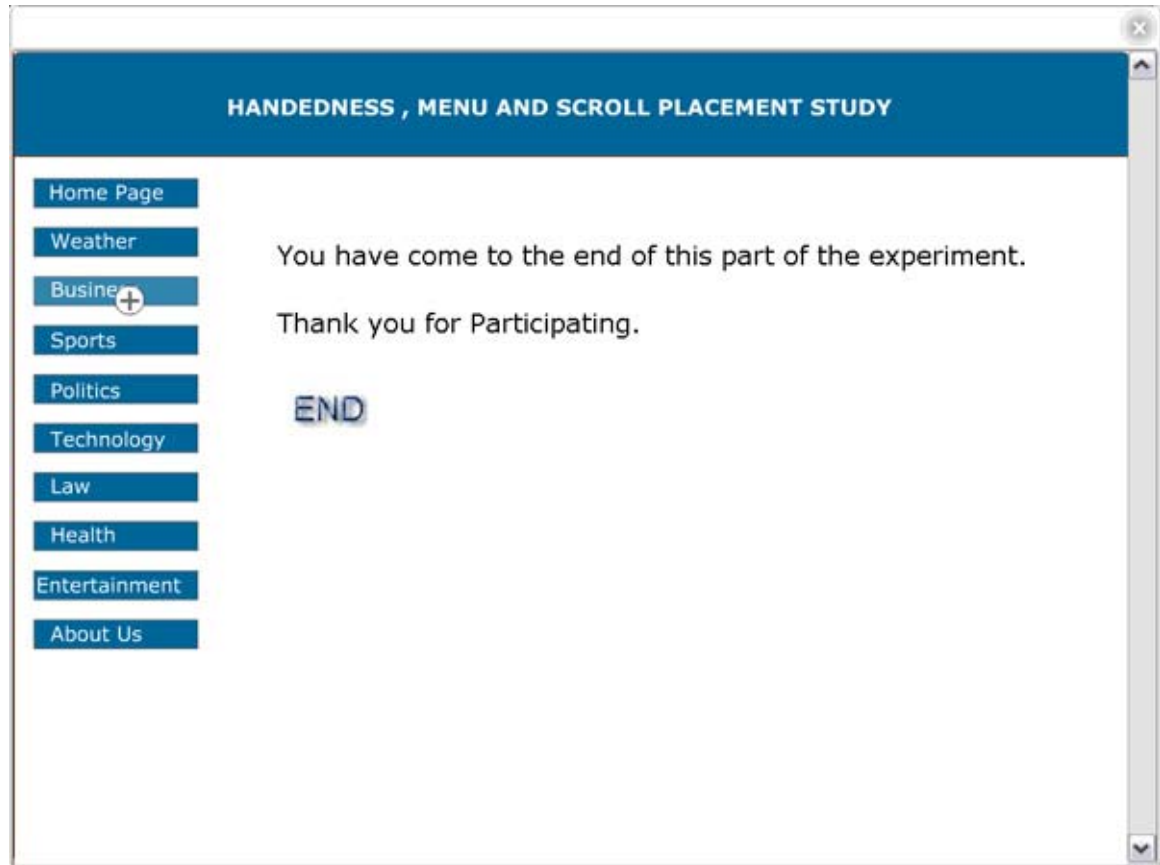 HANDEDNESS , MENU AND SCROLL PLACEMENT STUDY
Home Page
Weather
Busine
Sports
Politics
Technology
Law
Health
Entertainment
About Us
You have come to the end of this part of the experiment.
Thank you for Participating.
END